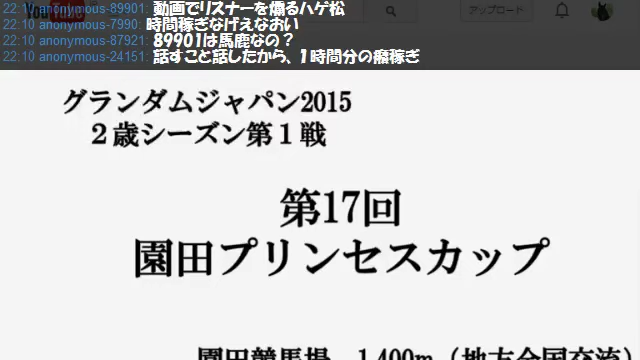 22:10 anonymous-89901: 動画でリスナーを煽るハゲ松
22:10 anonymous-7990: 時間稼ぎなげえなおい
22:10 anonymous-87921: 89901は馬鹿なの？
22:10 anonymous-24151: 話すこと話したから、1時間分の癪稼ぎ
YouTube
アップロード
グランダムジャパン2015
２歳シーズン第１戦
第17回
園田プリンセスカップ
園田競馬場　1,400m（地方全国交流）